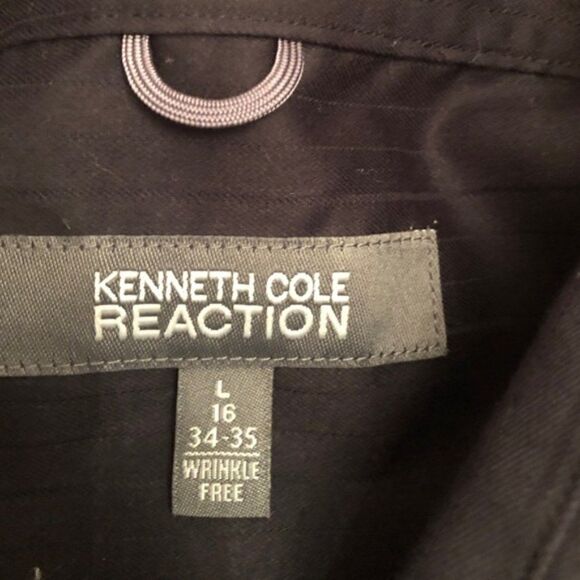 KENNETH COLE
REACTION
L
16
34-35
WRINKLE
FREE